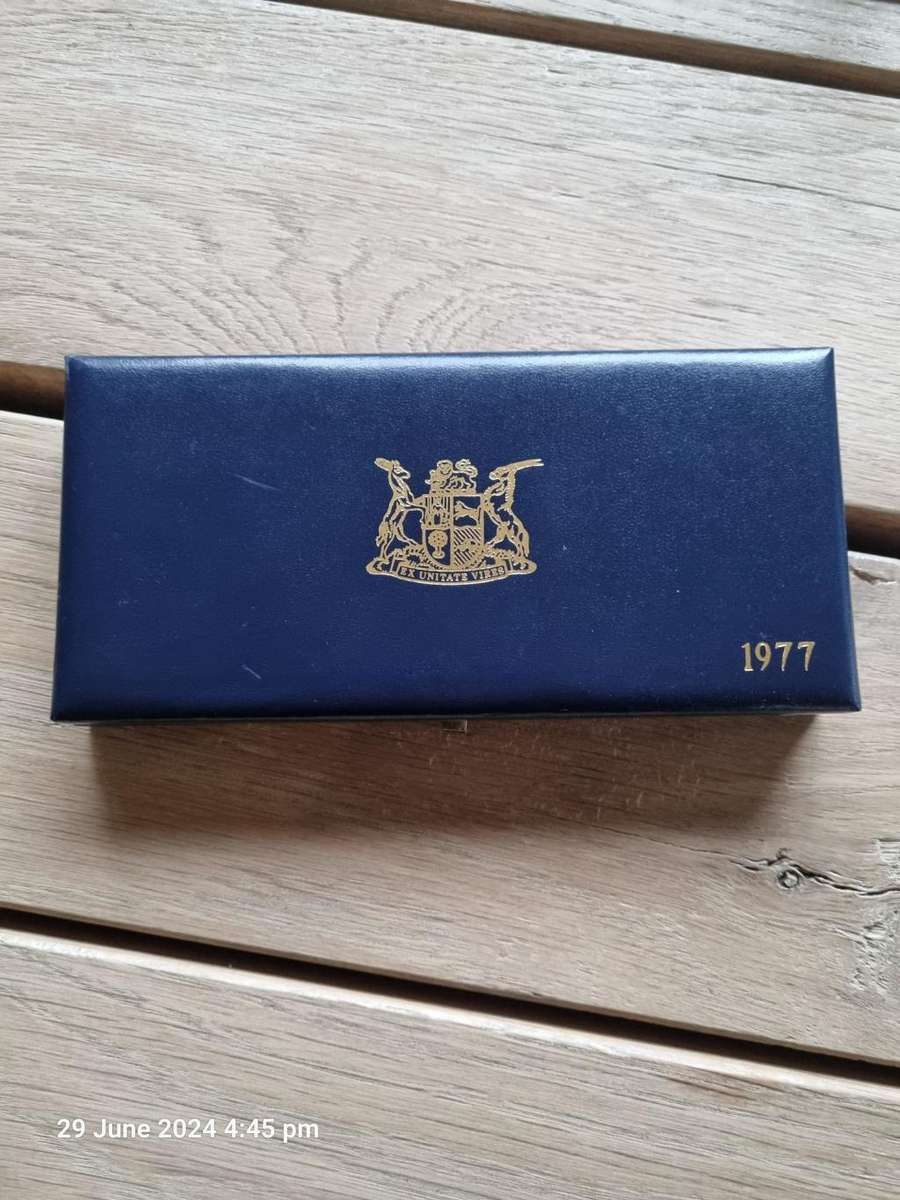 EX UNITATE VIRES
1977
29 June 2024 4:45 pm